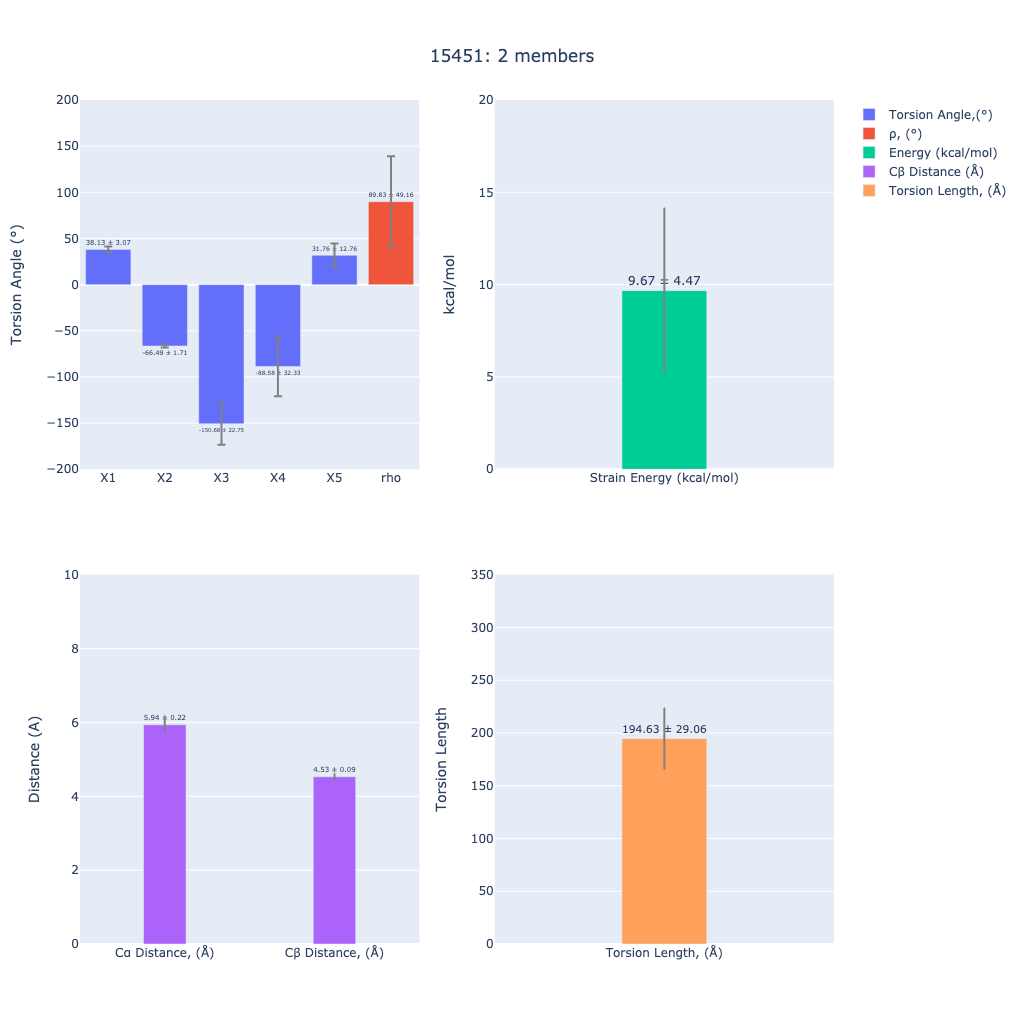 15451: 2 members
Torsion Angle (°)
200
150
100
50
0
−50
−100
−150
−200
38.13 ± 3.07
-66.49 ± 1.71
-150.68 ± 22.75
-88.58 ± 32.33
31.76 ± 12.76
89.83 ± 49.16
X1
X2
X3
X4
X5
rho
kcal/mol
20
15
10
5
0
9.67 ± 4.47
Strain Energy (kcal/mol)
Torsion Angle,(°)
ρ, (°)
Energy (kcal/mol)
Cβ Distance (Å)
Torsion Length, (Å)
Distance (A)
10
8
6
4
2
0
5.94 ± 0.22
4.53 ± 0.09
Cα Distance, (Å)
Cβ Distance, (Å)
Torsion Length
350
300
250
200
150
100
50
0
194.63 ± 29.06
Torsion Length, (Å)